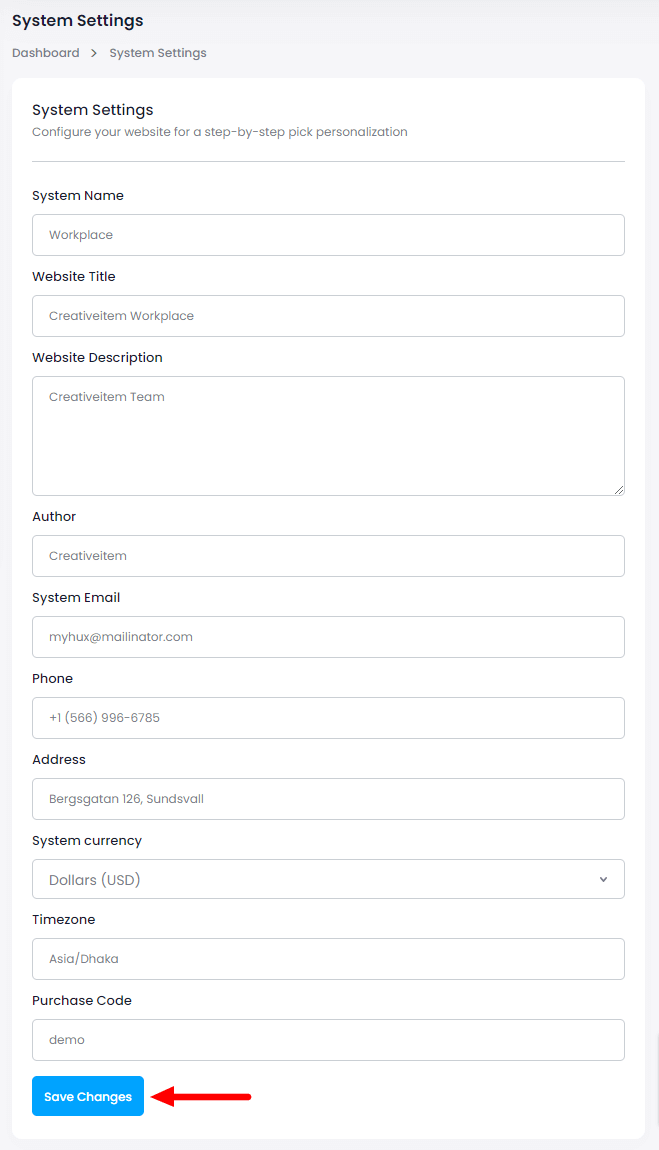 System Settings
Dashboard > System Settings
System Settings
Configure your website for a step-by-step pick personalization
System Name
Workplace
Website Title
Creativeitem Workplace
Website Description
Creativeitem Team
Author
Creativeitem
System Email
myhux@mailinator.com
Phone
+1 (566) 996-6785
Address
Bergsgatan 126, Sundsvall
System currency
Dollars (USD)
Timezone
Asia/Dhaka
Purchase Code
demo
Save Changes